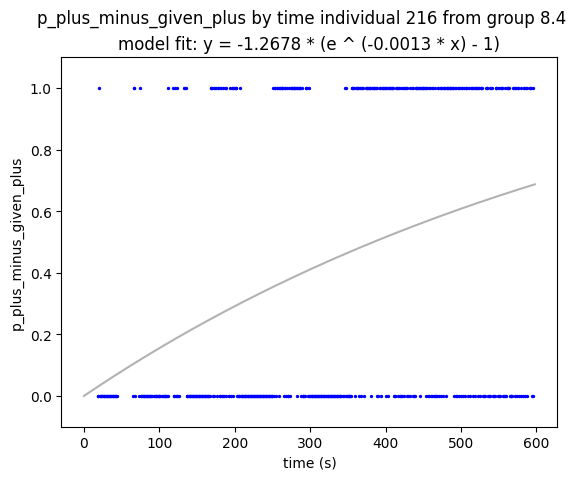 p_plus_minus_given_plus by time individual 216 from group 8.4
model fit: y = -1.2678 * (e ^ (-0.0013 * x) - 1)
1.0
0.8
0.6
0.4
0.2
0.0
p_plus_minus_given_plus
0 100 200 300 400 500 600
time (s)